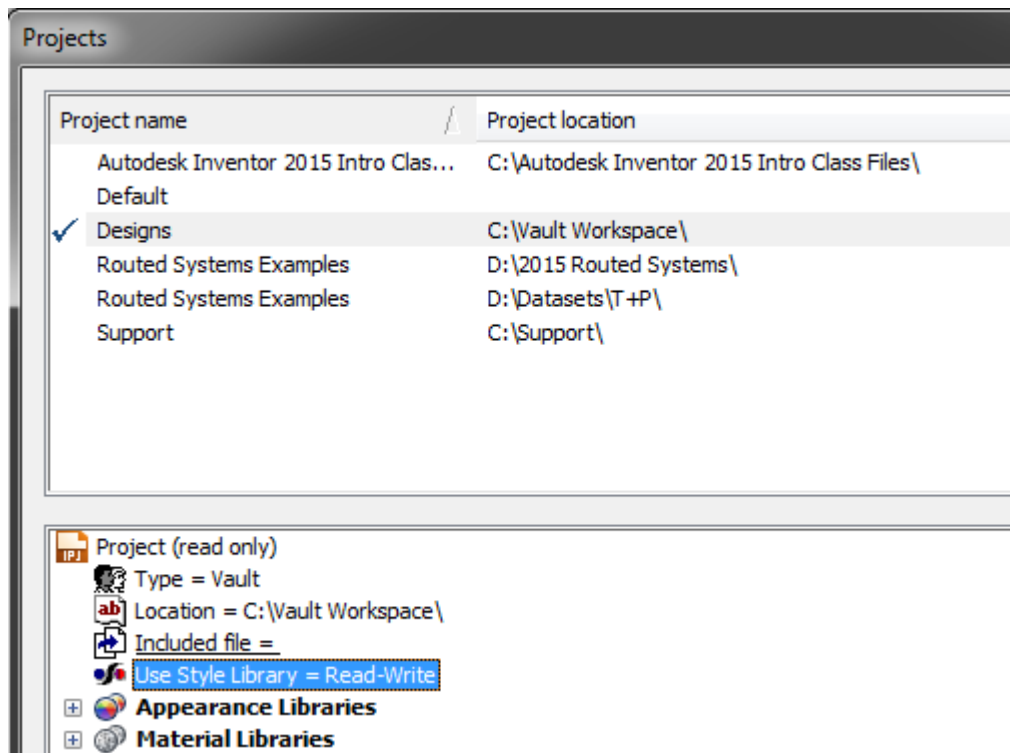 Projects
Project name Project location
Autodesk Inventor 2015 Intro Clas... C:\Autodesk Inventor 2015 Intro Class Files\
Default
Designs C:\Vault Workspace\
Routed Systems Examples D:\2015 Routed Systems\
Routed Systems Examples D:\Datasets\T+P\
Support C:\Support\
IPJ Project (read only)
Type = Vault
ab Location = C:\Vault Workspace\
Included file =
Use Style Library = Read-Write
Appearance Libraries
Material Libraries